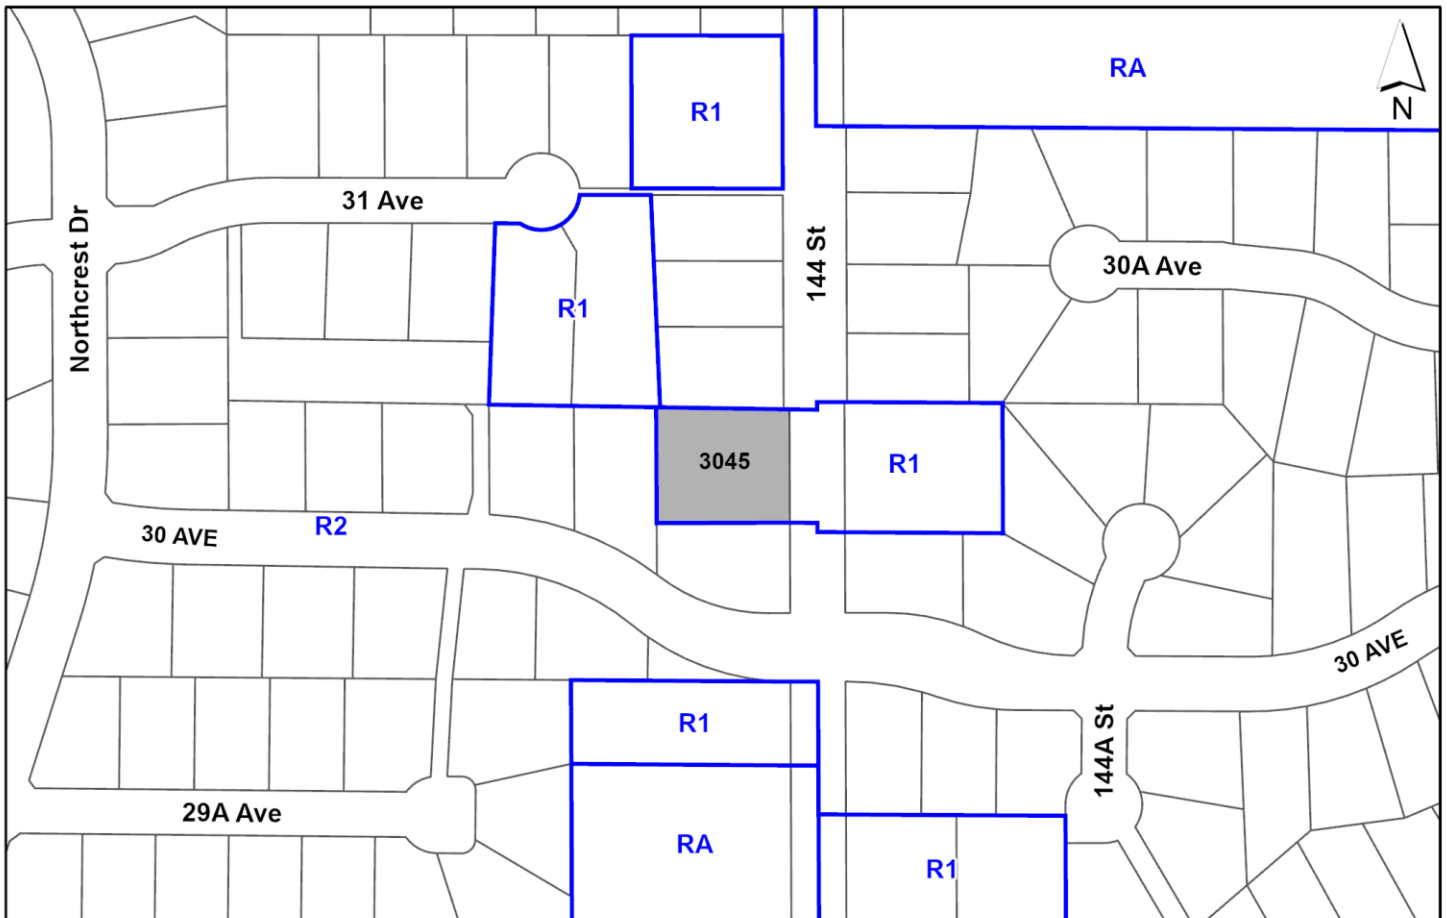 RA
R1
N
31 Ave
Northcrest Dr
144 St
30A Ave
R1
3045
R1
30 AVE
R2
30 AVE
R1
144A St
29A Ave
RA
R1